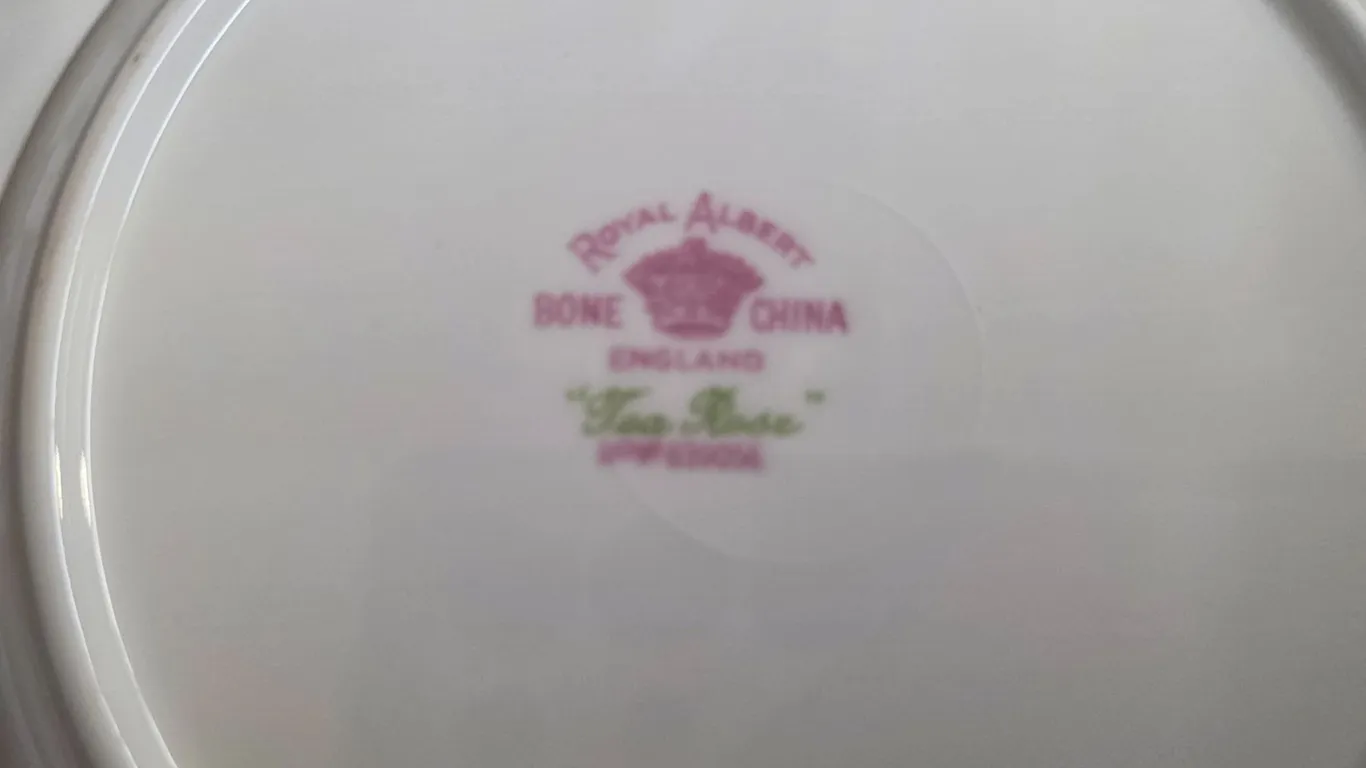 ROYAL ALBERT
BONE CHINA
ENGLAND
"Tea Rose"